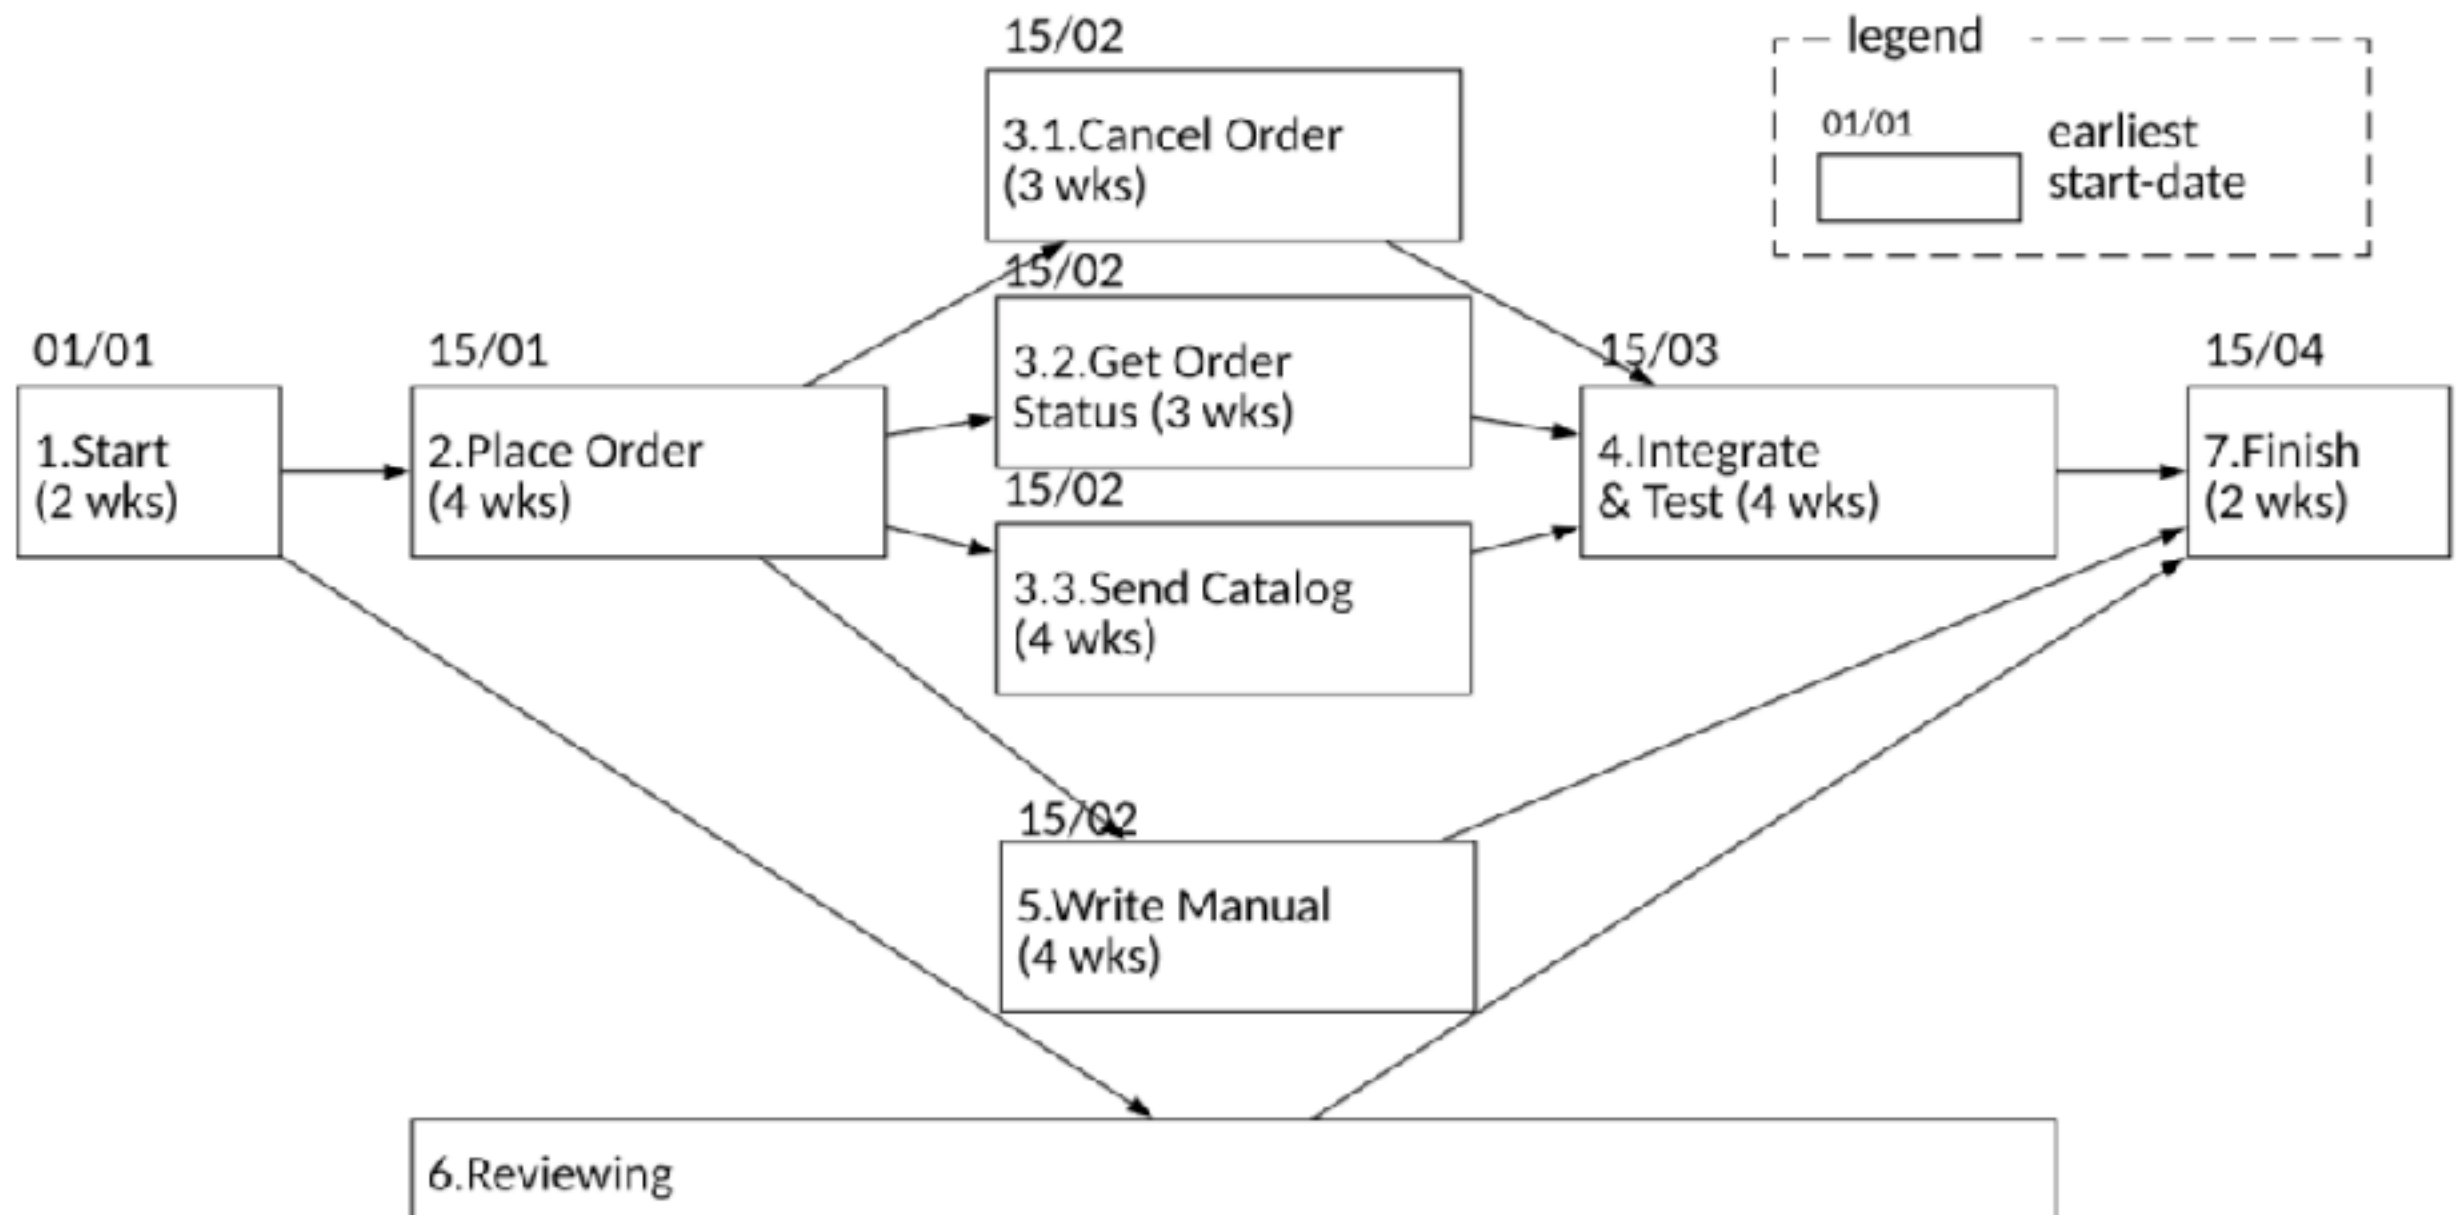 15/02
legend
3.1.Cancel Order
(3 wks)
01/01
earliest
start-date
15/02
01/01
15/01
3.2.Get Order
Status (3 wks)
15/03
15/04
1.Start
(2 wks)
2.Place Order
(4 wks)
15/02
4.Integrate
& Test (4 wks)
7.Finish
(2 wks)
3.3.Send Catalog
(4 wks)
15/02
5.Write Manual
(4 wks)
6.Reviewing